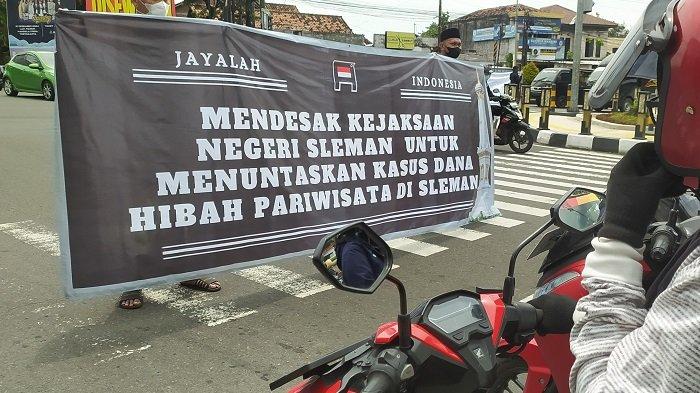 JAYALAH
INDONESIA
MENDESAK KEJAKSAAN
NEGERI SLEMAN UNTUK
MENUNTASKAN KASUS DANA
HIBAH PARIWISATA DI SLEMAN